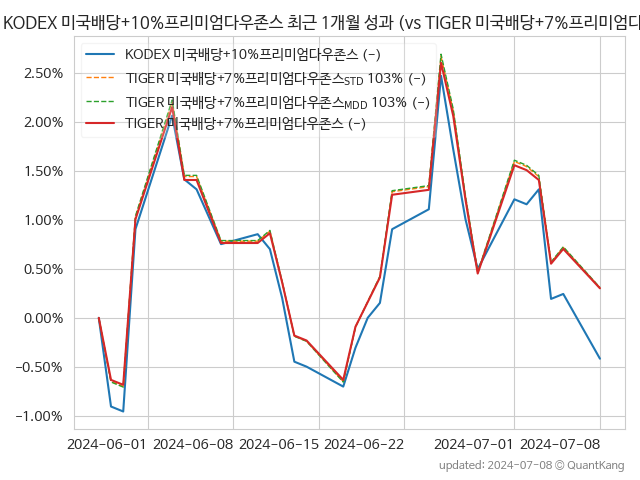 KODEX 미국배당+10%프리미엄다우존스 최근 1개월 성과 (vs TIGER 미국배당+7%프리미엄다
KODEX 미국배당+10%프리미엄다우존스 (-)
TIGER 미국배당+7%프리미엄다우존스STD 103% (-)
TIGER 미국배당+7%프리미엄다우존스MDD 103% (-)
TIGER 미국배당+7%프리미엄다우존스 (-)
2.50%
2.00%
1.50%
1.00%
0.50%
0.00%
−0.50%
−1.00%
2024-06-01 2024-06-08 2024-06-15 2024-06-22 2024-07-01 2024-07-08
updated: 2024-07-08 © QuantKang